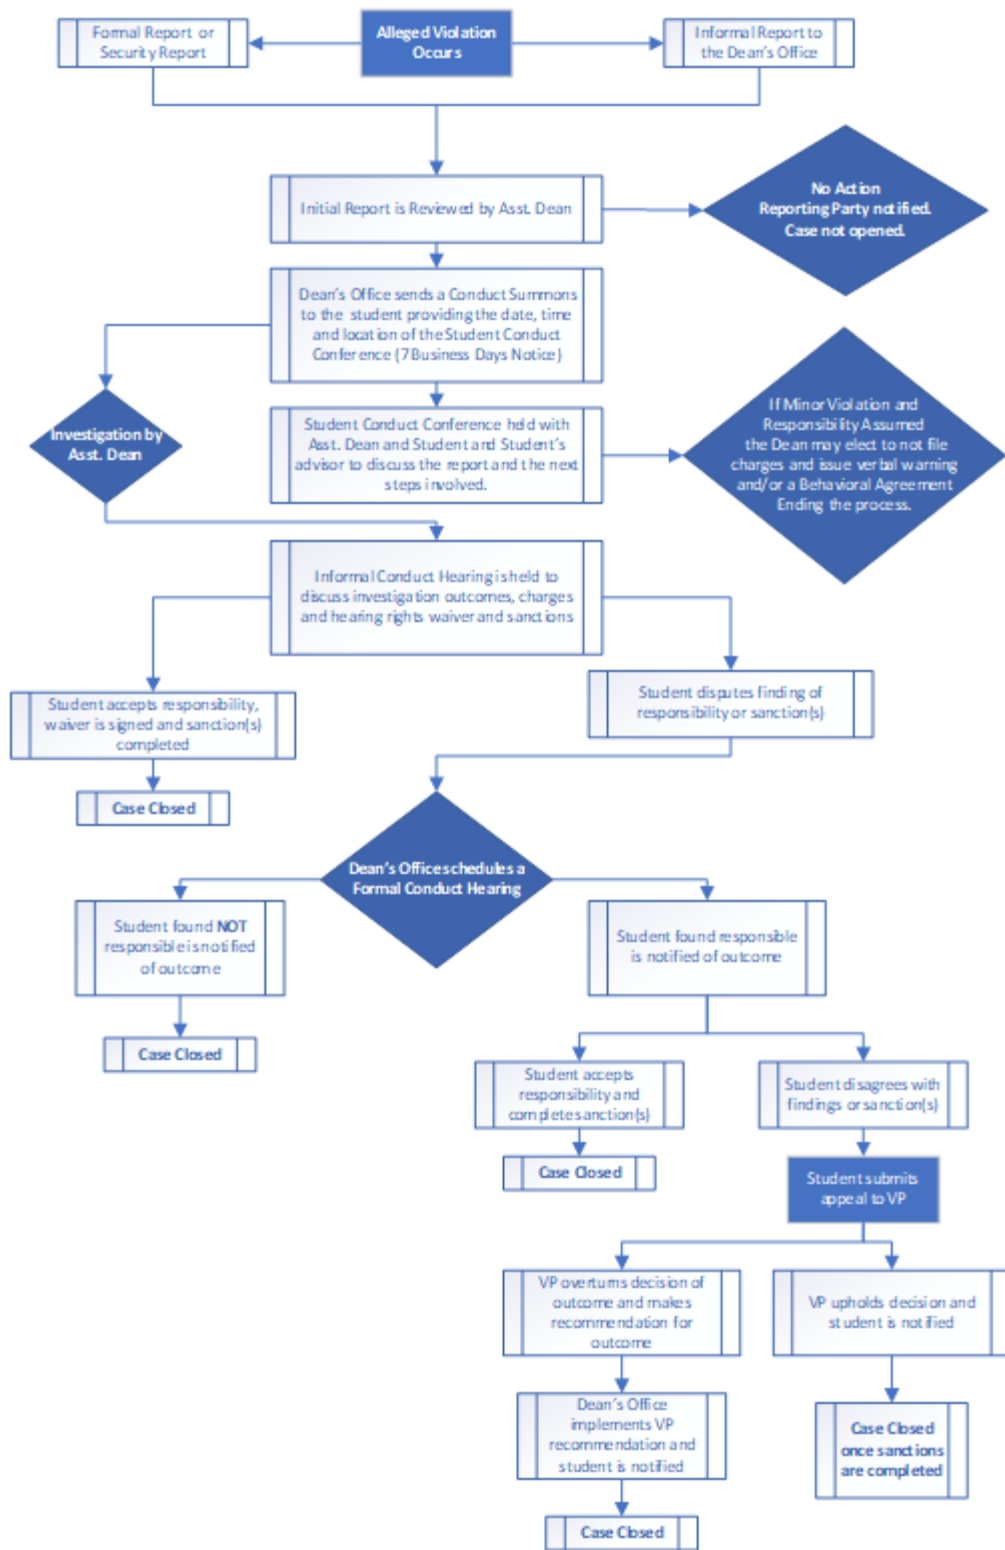 Formal Report or
Security Report
Alleged Violation
Occurs
Informal Report to
the Dean's Office
Initial Report is Reviewed by Asst. Dean
No Action
Reporting Party notified.
Case not opened.
Dean's Office sends a Conduct Summons
to the student providing the date, time
and location of the Student Conduct
Conference (7 Business Days Notice)
Investigation by
Asst. Dean
Student Conduct Conference held with
Asst. Dean and Student and Student's
advisor to discuss the report and the next
steps involved.
If Minor Violation and
Responsibility Assumed
the Dean may elect to not file
charges and issue verbal warning
and/or a Behavioral Agreement
Ending the process.
Informal Conduct Hearing is held to
discuss investigation outcomes, charges
and hearing rights waiver and sanctions
Student accepts responsibility,
waiver is signed and sanction(s)
completed
Student disputes finding of
responsibility or sanction(s)
Case Closed
Dean's Office schedules a
Formal Conduct Hearing
Student found NOT
responsible is notified
of outcome
Student found responsible
is notified of outcome
Case Closed
Student accepts
responsibility and
complete sanction(s)
Student disagrees with
findings or sanction(s)
Case Closed
Student submits
appeal to VP
VP overturns decision of
outcome and makes
recommendation for
outcome
VP upholds decision and
student is notified
Dean's Office
implements VP
recommendation and
student is notified
Case Closed
once sanctions
are completed
Case Closed